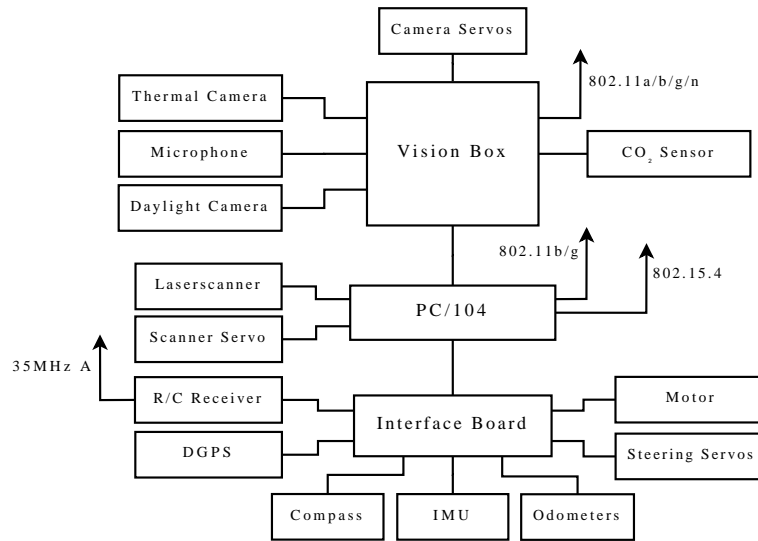 Camera Servos
802.11a/b/g/n
Thermal Camera
Microphone
Vision Box
CO₂ Sensor
Daylight Camera
802.11b/g
802.15.4
Laserscanner
PC/104
Scanner Servo
35MHz A
R/C Receiver
Motor
Interface Board
DGPS
Steering Servos
Compass
IMU
Odometers